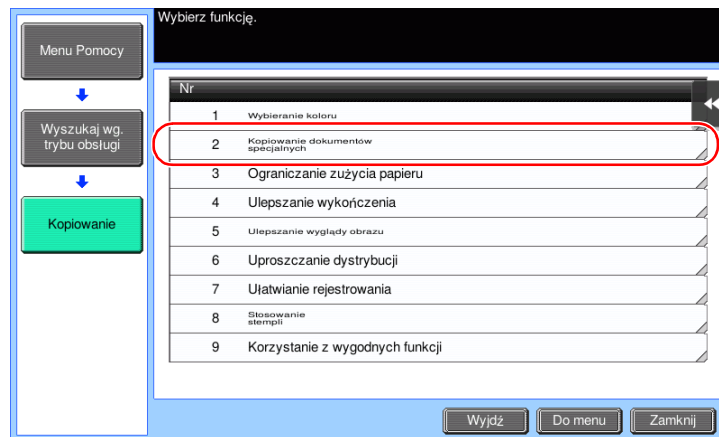 Wybierz funkcję.
Menu Pomocy
Wyszukaj wg.
trybu obsługi
Kopiowanie
Nr
1 Wybieranie koloru
2 Kopiowanie dokumentów
specjalnych
3 Ograniczanie zużycia papieru
4 Ulepszanie wykończenia
5 Ulepszanie wyglądy obrazu
6 Uproszczanie dystrybucji
7 Ułatwianie rejestrowania
8 Stosowanie
stempli
9 Korzystanie z wygodnych funkcji
Wyjdź Do menu Zamknij